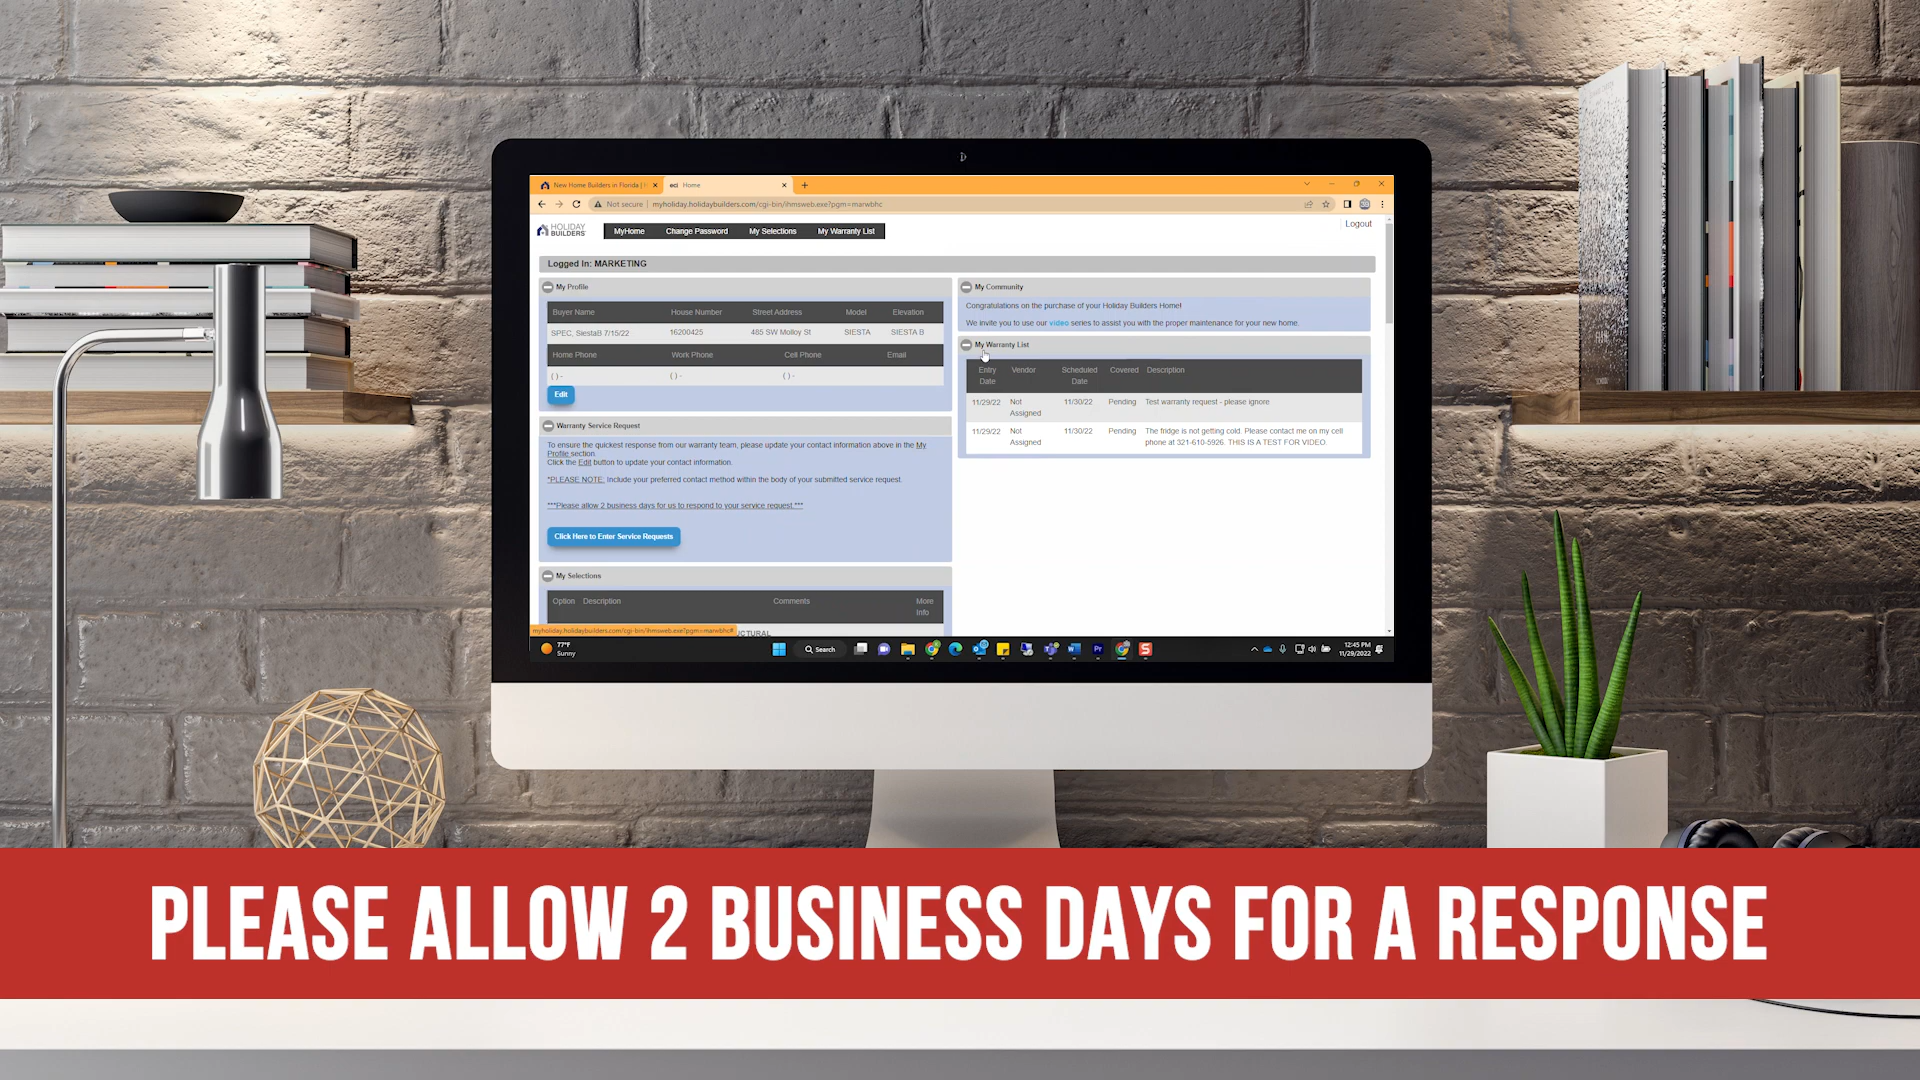 New Home Builders in Florida |
eci Home
Not secure | myholiday.holidaybuilders.com/cgi-bin/ihmsweb.exe?pgm=marwbhc
HOLIDAY
BUILDERS
MyHome Change Password My Selections My Warranty List
Logout
Logged In: MARKETING
My Profile
Buyer Name House Number Street Address Model Elevation
SPEC, SiestaB 7/15/22 16200425 485 SW Molloy St SIESTA SIESTA B
Home Phone Work Phone Cell Phone Email
( ) - ( ) - ( ) -
Edit
Warranty Service Request
To ensure the quickest response from our warranty team, please update your contact information above in the My
Profile section.
Click the Edit button to update your contact information.
*PLEASE NOTE: Include your preferred contact method within the body of your submitted service request.
***Please allow 2 business days for us to respond to your service request.***
Click Here to Enter Service Requests
My Selections
Option Description Comments More
Info
UCTURAL
myholiday.holidaybuilders.com/cgi-bin/ihmsweb.exe?pgm=marwbhc#
My Community
Congratulations on the purchase of your Holiday Builders Home!
We invite you to use our video series to assist you with the proper maintenance for your new home.
My Warranty List
Entry Vendor Scheduled Covered Description
Date Date
11/29/22 Not 11/30/22 Pending Test warranty request - please ignore
Assigned
11/29/22 Not 11/30/22 Pending The fridge is not getting cold. Please contact me on my cell
Assigned phone at 321-610-5926. THIS IS A TEST FOR VIDEO.
77°F
Sunny
Search
12:45 PM
11/29/2022
PLEASE ALLOW 2 BUSINESS DAYS FOR A RESPONSE